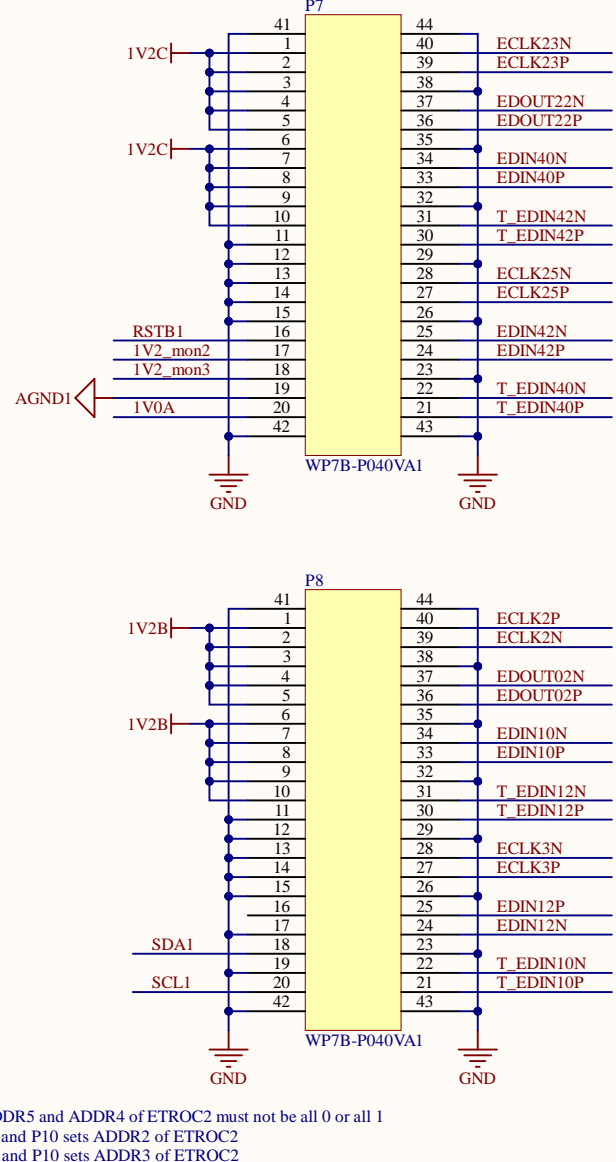 P7
41 44
1V2C 1 40 ECLK23N
2 39 ECLK23P
3 38
4 37 EDOUT22N
5 36 EDOUT22P
1V2C 6 35
7 34 EDIN40N
8 33 EDIN40P
9 32
10 31 T_EDIN42N
11 30 T_EDIN42P
12 29
13 28 ECLK25N
14 27 ECLK25P
15 26
RSTB1 16 25 EDIN42N
1V2_mon2 17 24 EDIN42P
1V2_mon3 18 23
AGND1 19 22 T_EDIN40N
1V0A 20 21 T_EDIN40P
42 43
WP7B-P040VA1
GND GND
P8
41 44
1V2B 1 40 ECLK2P
2 39 ECLK2N
3 38
4 37 EDOUT02N
5 36 EDOUT02P
1V2B 6 35
7 34 EDIN10N
8 33 EDIN10P
9 32
10 31 T_EDIN12N
11 30 T_EDIN12P
12 29
13 28 ECLK3N
14 27 ECLK3P
15 26
16 25 EDIN12P
17 24 EDIN12N
SDA1 18 23
19 22 T_EDIN10N
SCL1 20 21 T_EDIN10P
42 43
WP7B-P040VA1
GND GND
DR5 and ADDR4 of ETROC2 must not be all 0 or all 1
and P10 sets ADDR2 of ETROC2
and P10 sets ADDR3 of ETROC2